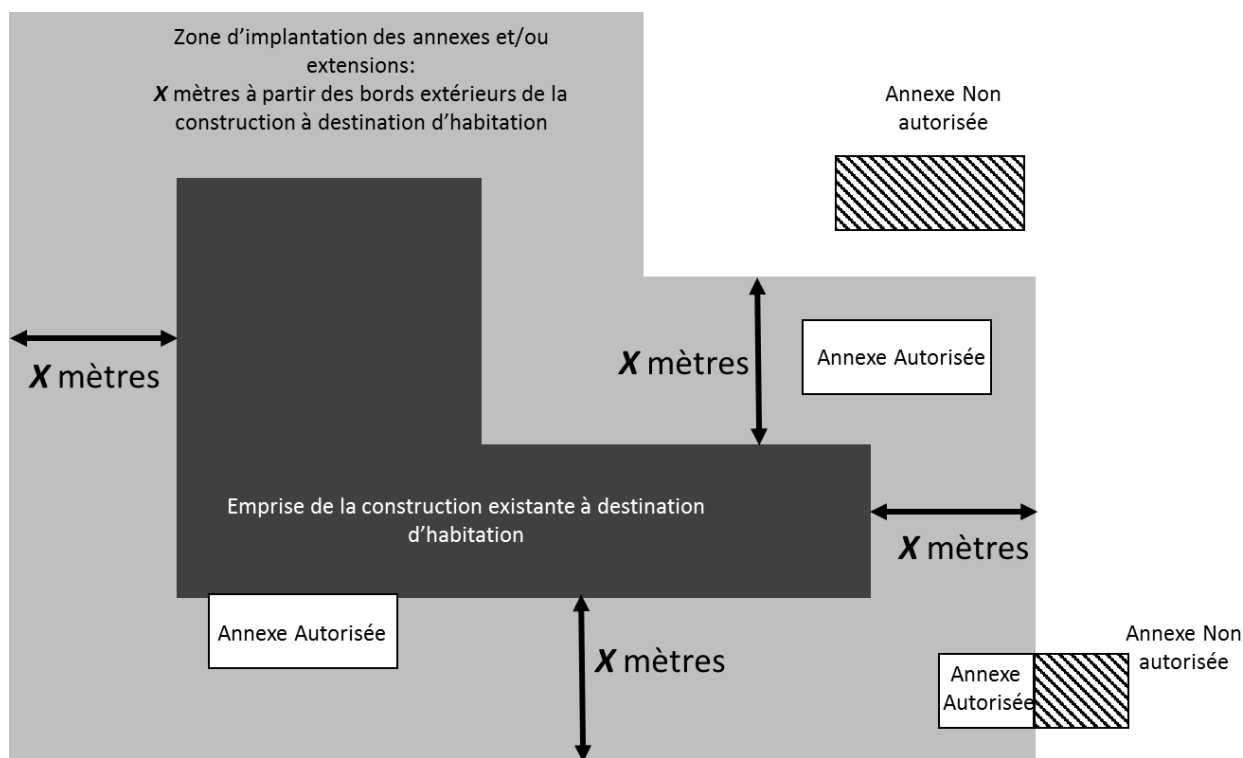 Zone d’implantation des annexes et/ou
extensions:
X mètres à partir des bords extérieurs de la
construction à destination d’habitation
Annexe Non
autorisée
X mètres
X mètres
Annexe Autorisée
Emprise de la construction existante à destination
d’habitation
X mètres
Annexe Autorisée
X mètres
Annexe Non
autorisée
Annexe
Autorisée